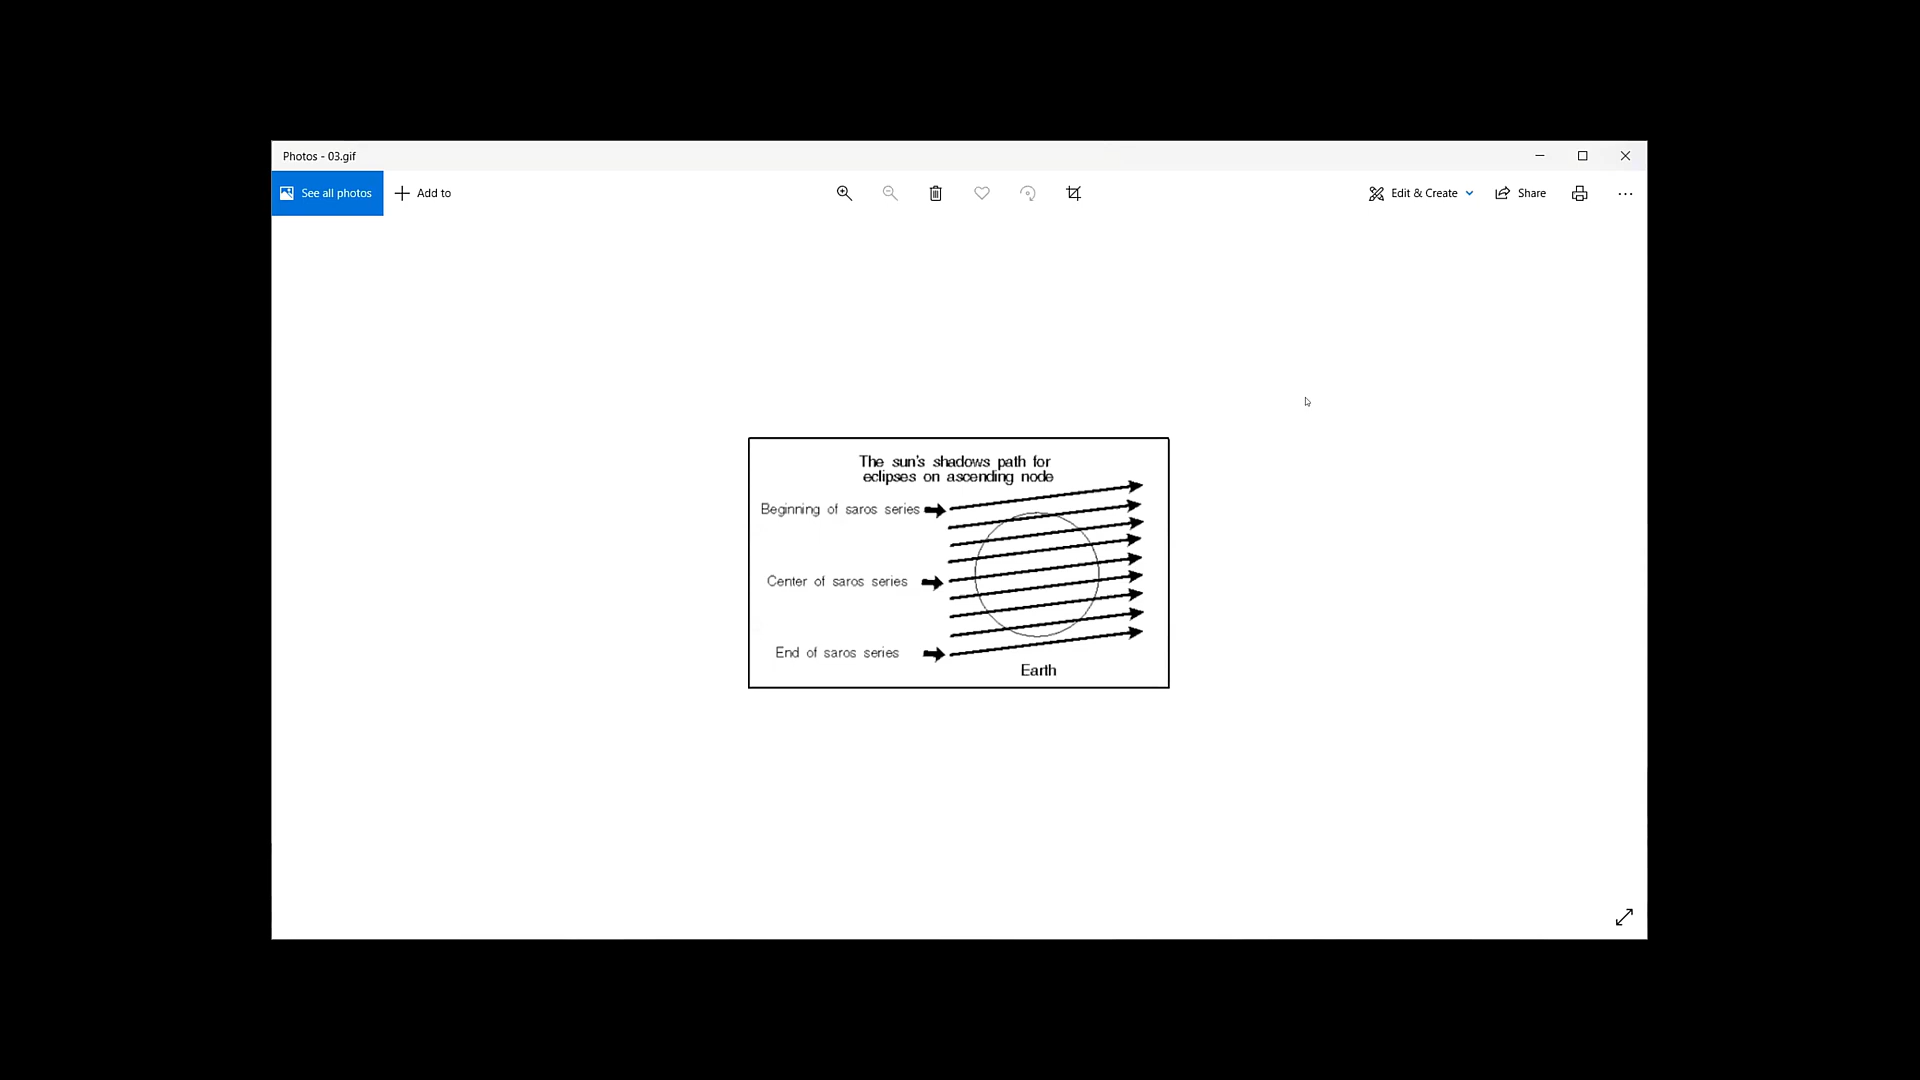 Photos - 03.gif
See all photos
Add to
Edit & Create
Share
The sun's shadows path for
eclipses on ascending node
Beginning of saros series
Center of saros series
End of saros series
Earth